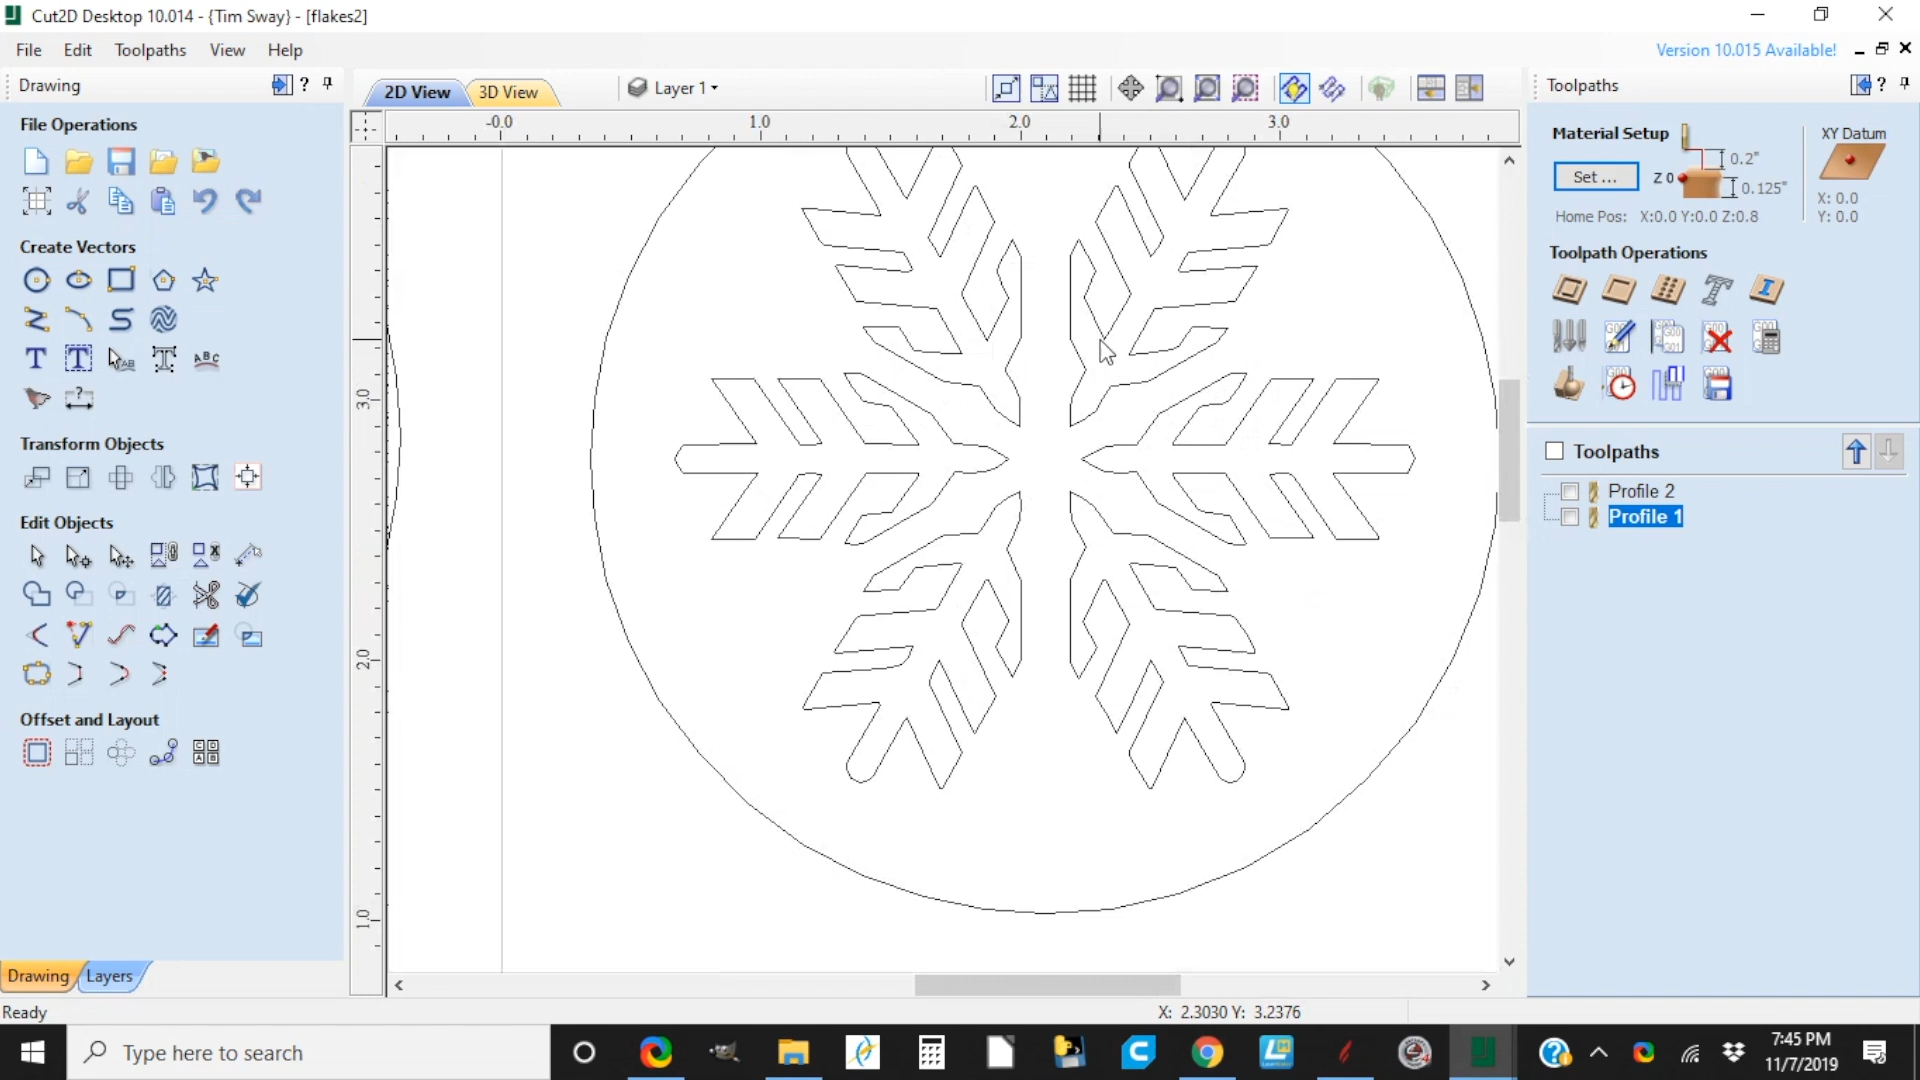 Cut2D Desktop 10.014 - {Tim Sway} - [flakes2]
File Edit Toolpaths View Help
Version 10.015 Available!
Drawing
?
2D View
3D View
Layer 1
Toolpaths
?
File Operations
Create Vectors
Transform Objects
Edit Objects
Offset and Layout
Drawing
Layers
-0.0 1.0 2.0 3.0
3.0
2.0
1.0
Material Setup
Set ...
Z 0
0.2"
0.125"
XY Datum
X: 0.0
Y: 0.0
Home Pos: X:0.0 Y:0.0 Z:0.8
Toolpath Operations
Toolpaths
Profile 2
Profile 1
Ready
X: 2.3030 Y: 3.2376
Type here to search
7:45 PM
11/7/2019